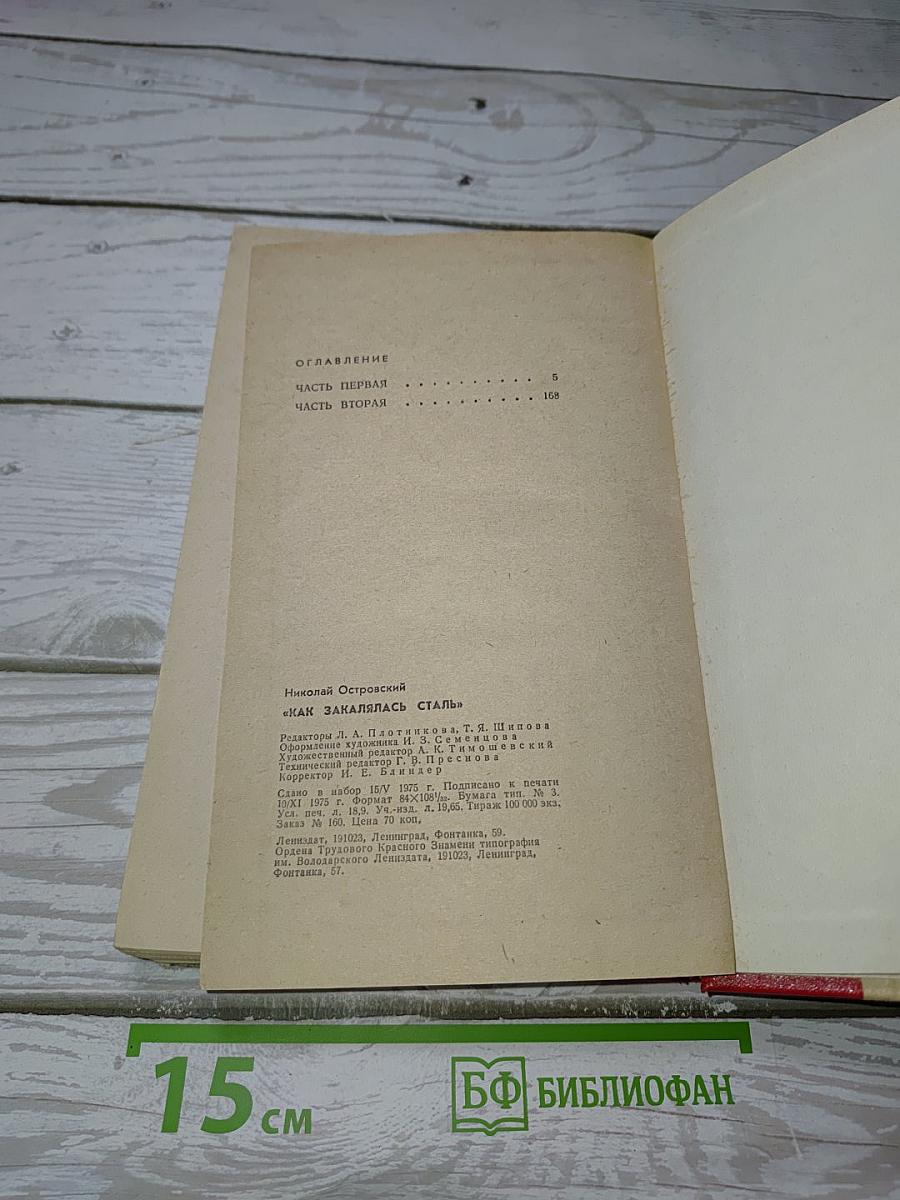 ОГЛАВЛЕНИЕ
ЧАСТЬ ПЕРВАЯ . . . . . . . . . . 5
ЧАСТЬ ВТОРАЯ . . . . . . . . . . 168
Николай Островский
«КАК ЗАКАЛЯЛАСЬ СТАЛЬ»
Редакторы Л. А. Плотникова, Т. Я. Шипова
Оформление художника И. З. Семенцова
Художественный редактор А. К. Тимошевский
Технический редактор Г. В. Преснова
Корректор И. Е. Блиндер
Сдано в набор 15/V 1975 г. Подписано к печати
10/XI 1975 г. Формат 84×108¹/₃₂. Бумага тип. № 3.
Усл. печ. л. 18,9. Уч.-изд. л. 19,65. Тираж 100 000 экз.
Заказ № 160. Цена 70 коп.
Лениздат, 191023, Ленинград, Фонтанка, 59.
Ордена Трудового Красного Знамени типография
им. Володарского Лениздата, 191023, Ленинград,
Фонтанка, 57.
15 см
БФ БИБЛИОФАН